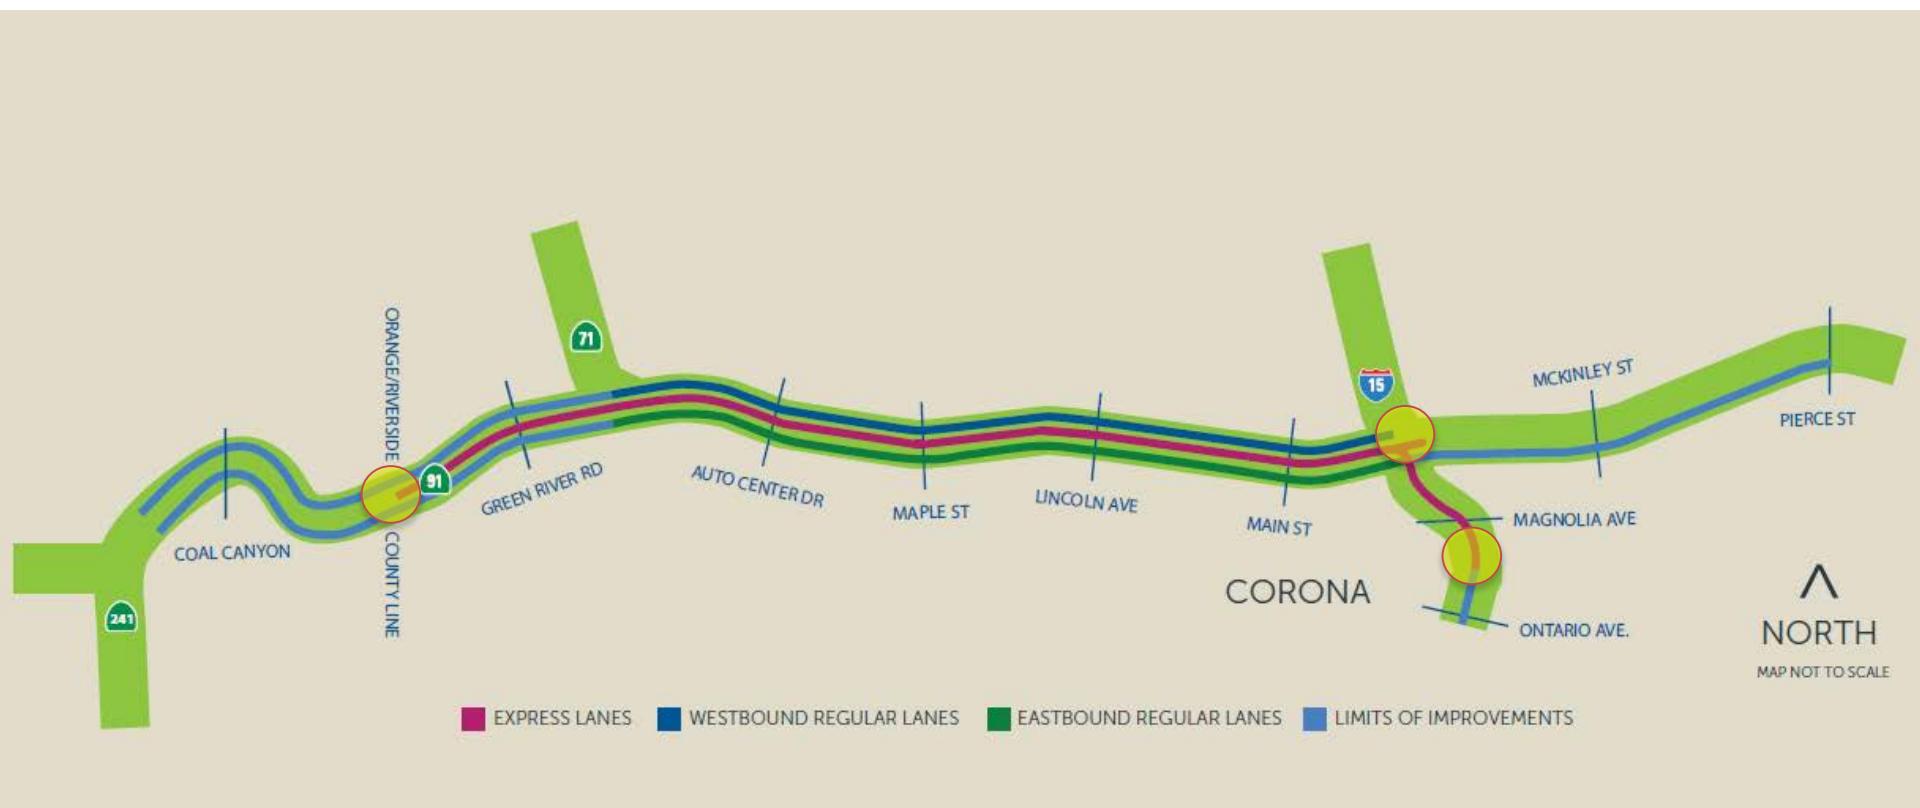 71
15
91
241
ORANGE/RIVERSIDE COUNTY LINE
COAL CANYON
GREEN RIVER RD
AUTO CENTER DR
MAPLE ST
LINCOLN AVE
MAIN ST
MCKINLEY ST
PIERCE ST
MAGNOLIA AVE
ONTARIO AVE.
CORONA
NORTH
MAP NOT TO SCALE
EXPRESS LANES
WESTBOUND REGULAR LANES
EASTBOUND REGULAR LANES
LIMITS OF IMPROVEMENTS